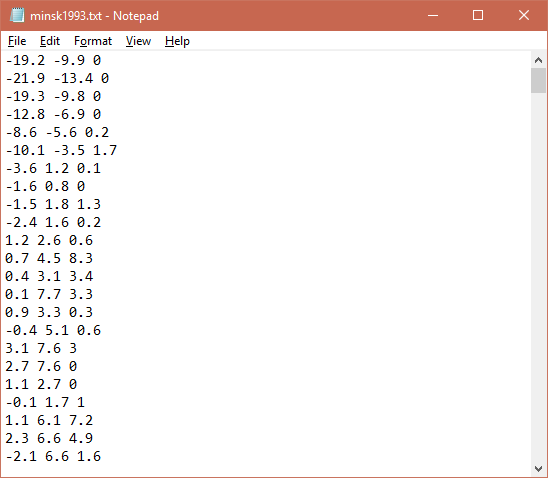 minsk1993.txt - Notepad
File Edit Format View Help
-19.2 -9.9 0
-21.9 -13.4 0
-19.3 -9.8 0
-12.8 -6.9 0
-8.6 -5.6 0.2
-10.1 -3.5 1.7
-3.6 1.2 0.1
-1.6 0.8 0
-1.5 1.8 1.3
-2.4 1.6 0.2
1.2 2.6 0.6
0.7 4.5 8.3
0.4 3.1 3.4
0.1 7.7 3.3
0.9 3.3 0.3
-0.4 5.1 0.6
3.1 7.6 3
2.7 7.6 0
1.1 2.7 0
-0.1 1.7 1
1.1 6.1 7.2
2.3 6.6 4.9
-2.1 6.6 1.6